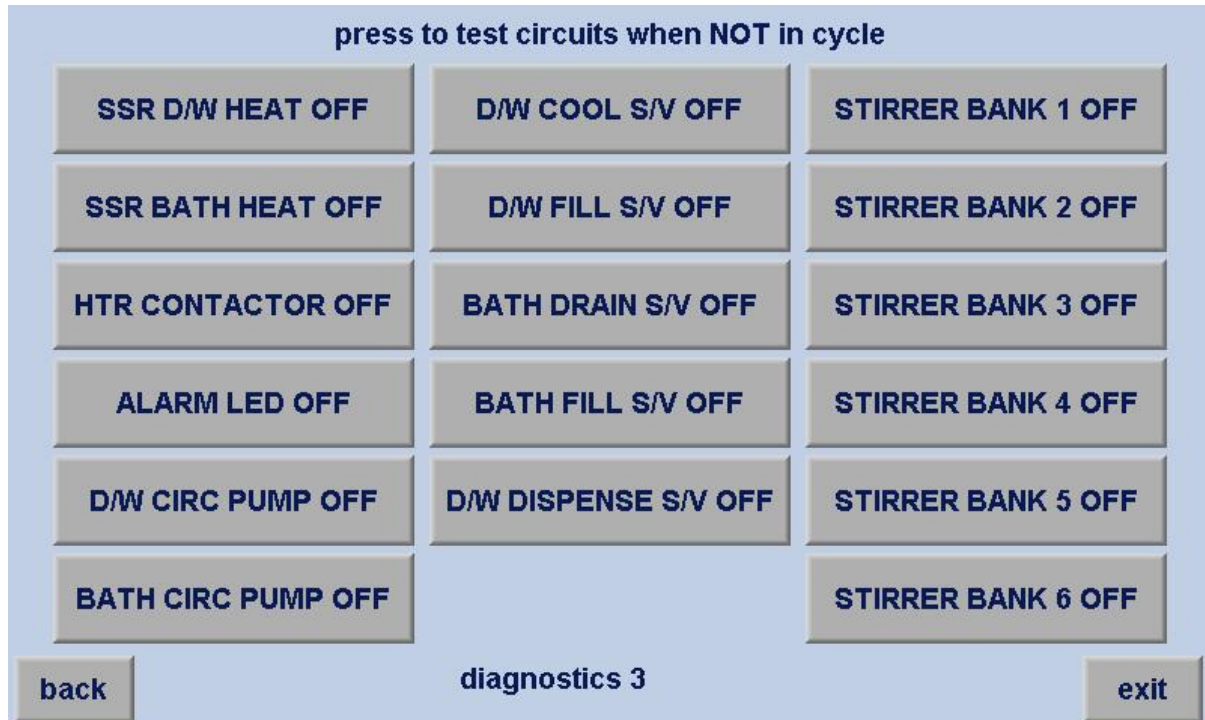 press to test circuits when NOT in cycle
SSR D/W HEAT OFF
D/W COOL S/V OFF
STIRRER BANK 1 OFF
SSR BATH HEAT OFF
D/W FILL S/V OFF
STIRRER BANK 2 OFF
HTR CONTACTOR OFF
BATH DRAIN S/V OFF
STIRRER BANK 3 OFF
ALARM LED OFF
BATH FILL S/V OFF
STIRRER BANK 4 OFF
D/W CIRC PUMP OFF
D/W DISPENSE S/V OFF
STIRRER BANK 5 OFF
BATH CIRC PUMP OFF
STIRRER BANK 6 OFF
back
diagnostics 3
exit